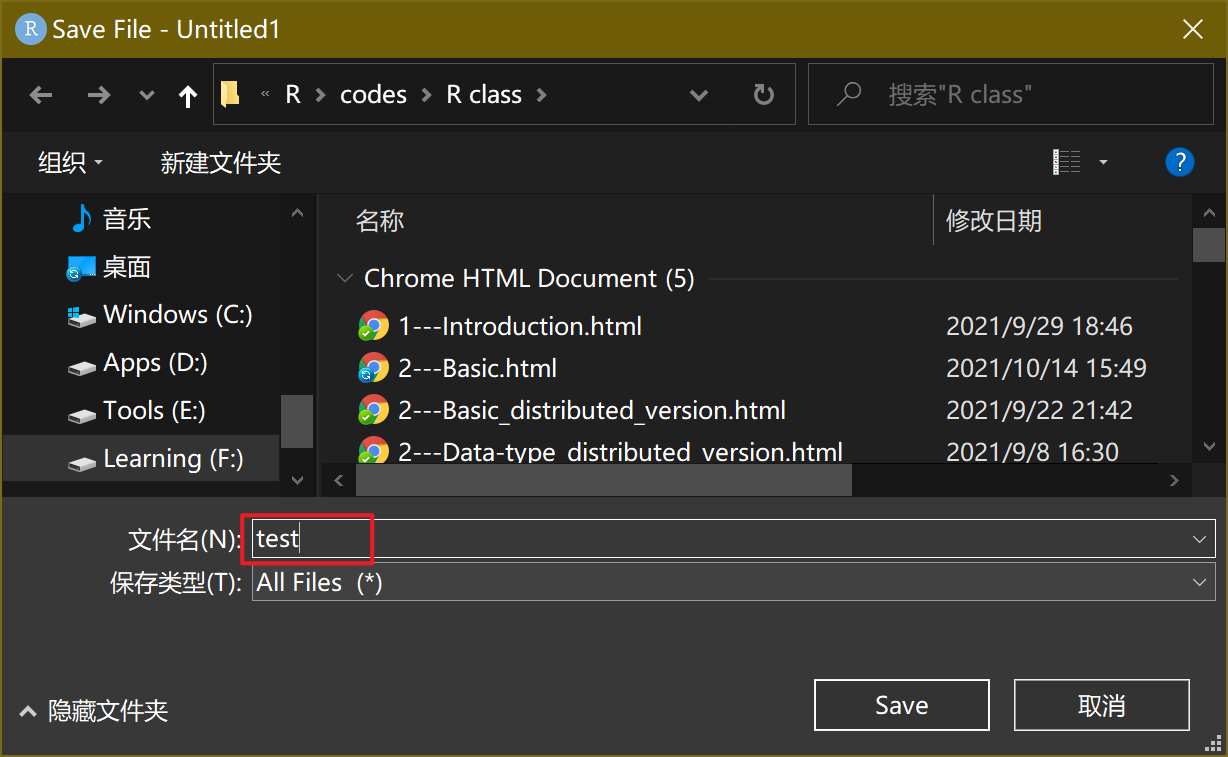 R Save File - Untitled1
« R > codes > R class > 搜索"R class"
组织 新建文件夹 ?
音乐
桌面
Windows (C:)
Apps (D:)
Tools (E:)
Learning (F:)
名称 修改日期
Chrome HTML Document (5)
1---Introduction.html 2021/9/29 18:46
2---Basic.html 2021/10/14 15:49
2---Basic_distributed_version.html 2021/9/22 21:42
2---Data-type_distributed_version.html 2021/9/8 16:30
文件名(N): test
保存类型(T): All Files (*)
隐藏文件夹 Save 取消